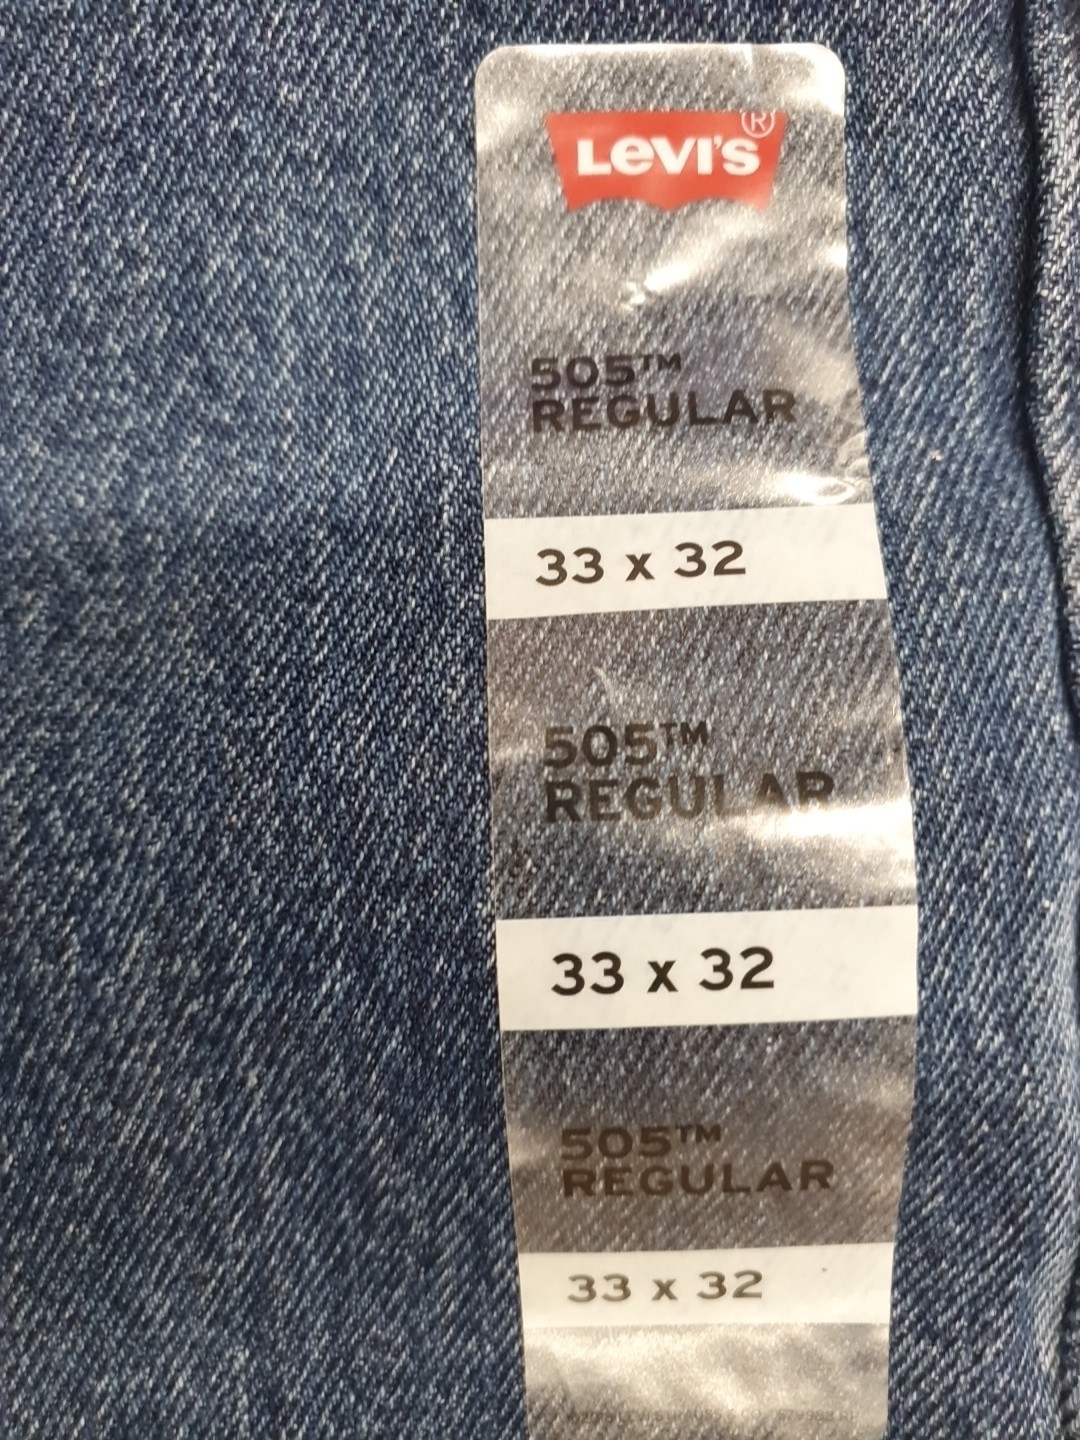 LEVI'S®
505™
REGULAR
33 x 32
505™
REGULAR
33 x 32
505™
REGULAR
33 x 32